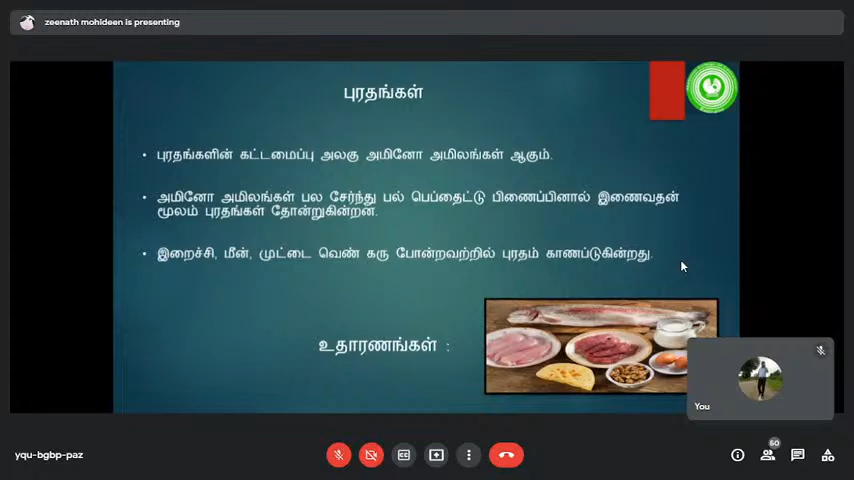 zeenath mohideen is presenting
புரதங்கள்
• புரதங்களின் கட்டமைப்பு அலகு அமினோ அமிலங்கள் ஆகும்.
• அமினோ அமிலங்கள் பல சேர்ந்து பல் பெப்தைட்டு பிணைப்பினால் இணைவதன்
மூலம் புரதங்கள் தோன்றுகின்றன.
• இறைச்சி, மீன், முட்டை வெண் கரு போன்றவற்றில் புரதம் காணப்டுகின்றது.
உதாரணங்கள் :
You
yqu-bgbp-paz
60